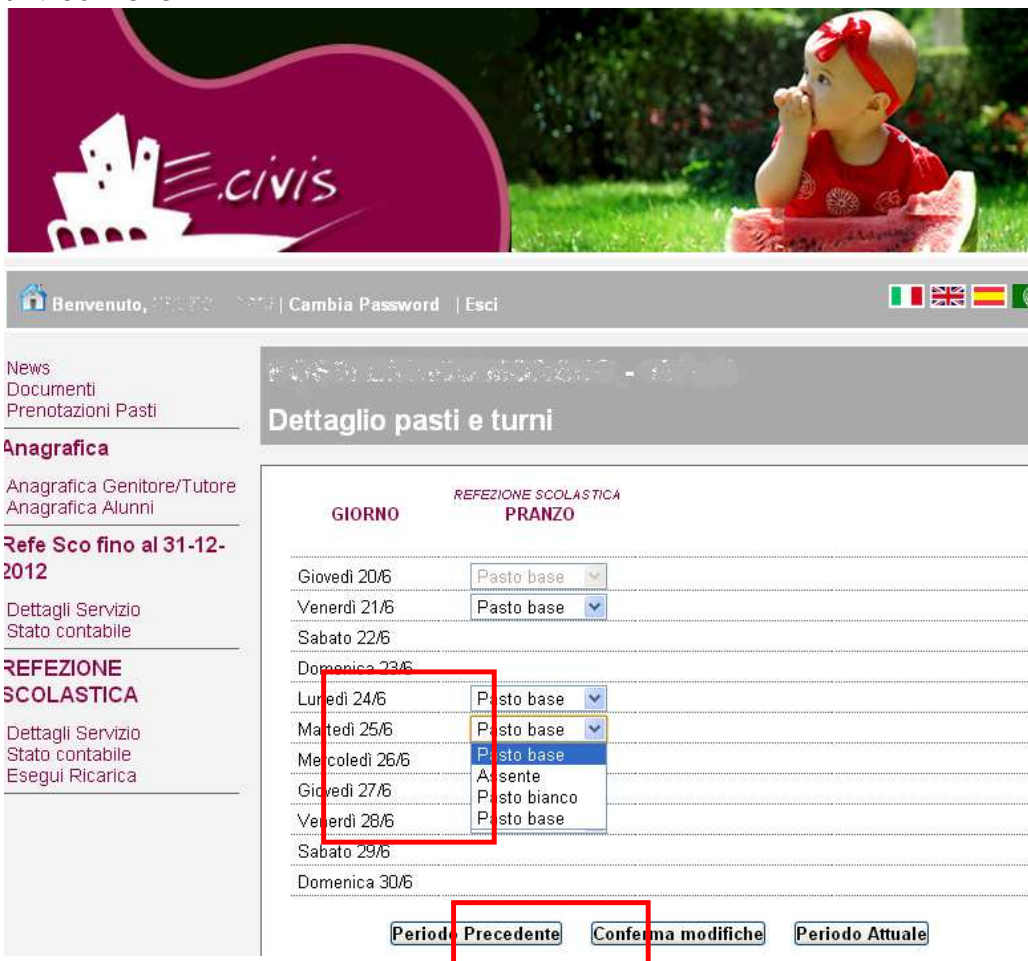 E.civis
Benvenuto, | Cambia Password | Esci
News
Documenti
Prenotazioni Pasti
Anagrafica
Anagrafica Genitore/Tutore
Anagrafica Alunni
Refe Sco fino al 31-12-
2012
Dettagli Servizio
Stato contabile
REFEZIONE
SCOLASTICA
Dettagli Servizio
Stato contabile
Esegui Ricarica
Dettaglio pasti e turni
REFEZIONE SCOLASTICA
GIORNO PRANZO
Giovedì 20/6 Pasto base
Venerdì 21/6 Pasto base
Sabato 22/6
Domenica 23/6
Lunedì 24/6 Pasto base
Martedì 25/6 Pasto base
Mercoledì 26/6 Pasto base
Assente
Giovedì 27/6 Pasto bianco
Venerdì 28/6 Pasto base
Sabato 29/6
Domenica 30/6
Periodo Precedente Conferma modifiche Periodo Attuale